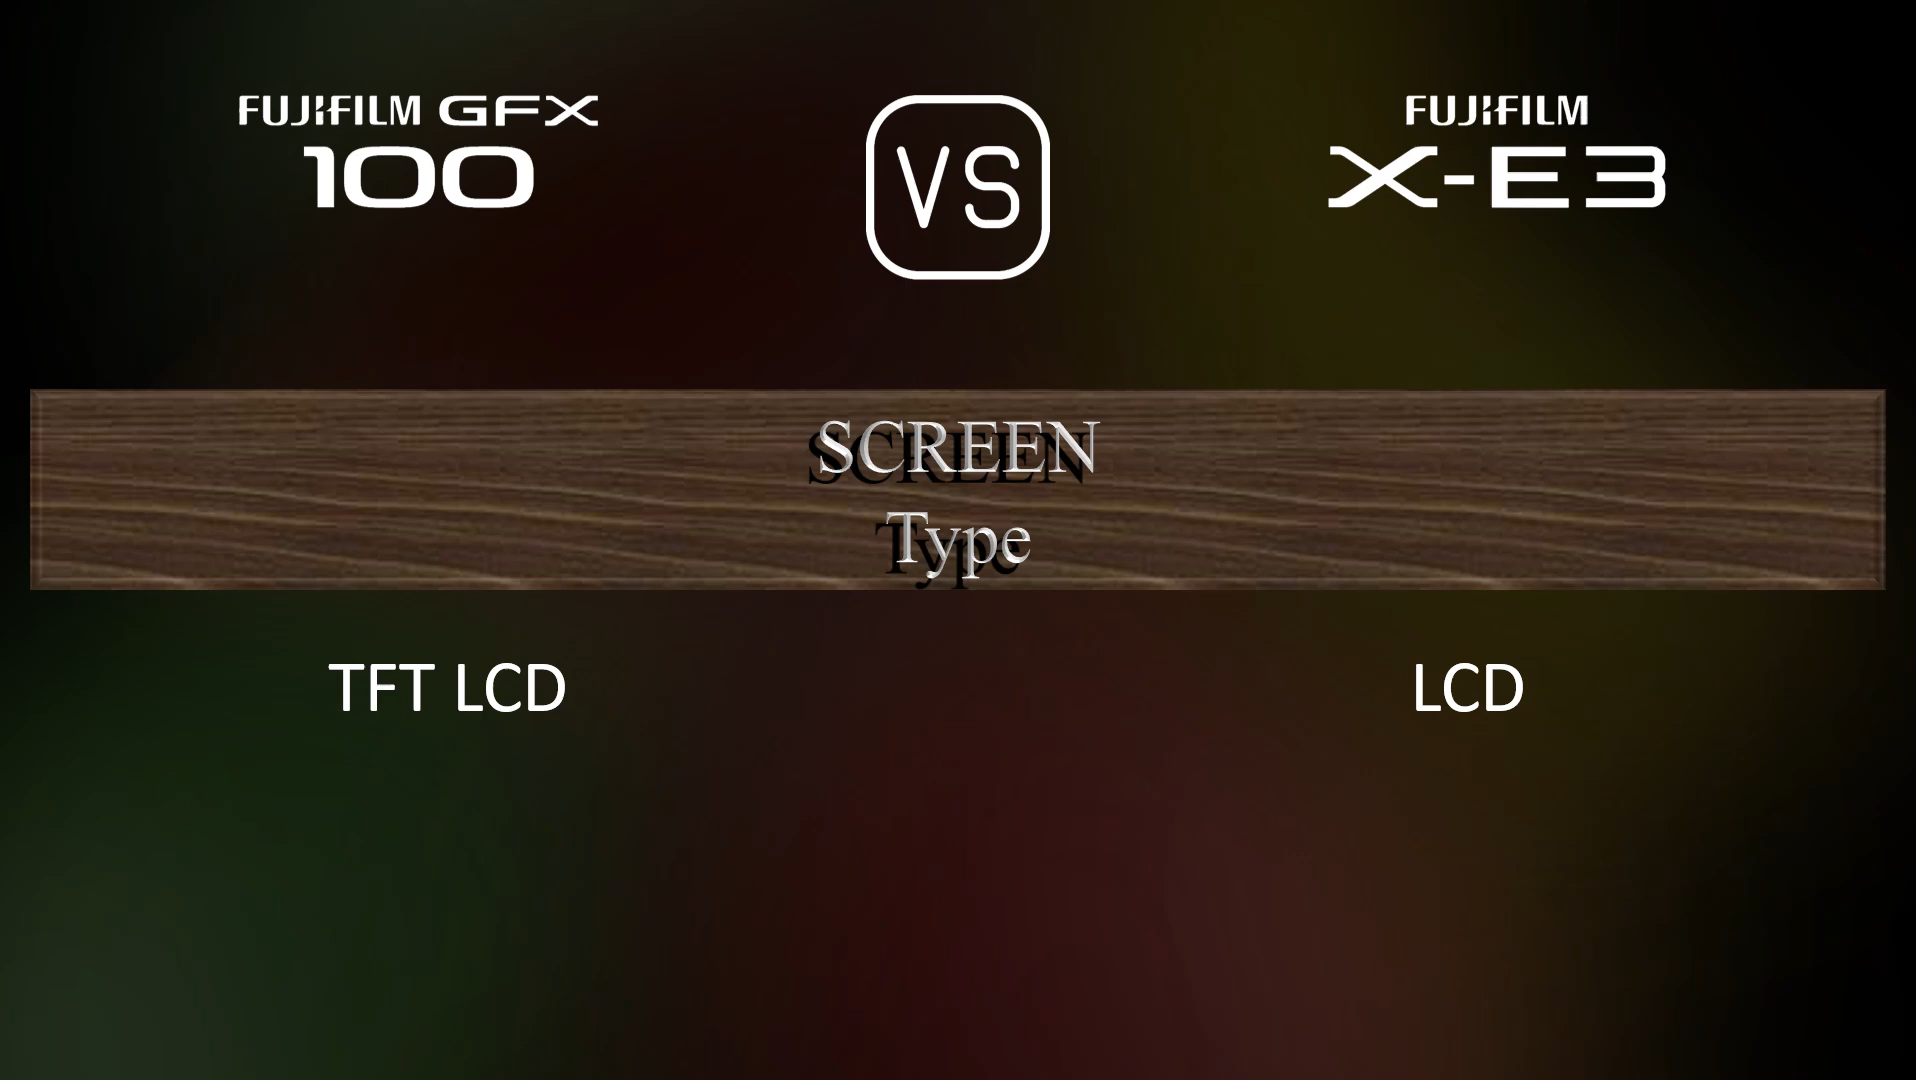 FUJIFILM GFX
100
VS
FUJIFILM
X-E3
SCREEN
Type
TFT LCD
LCD